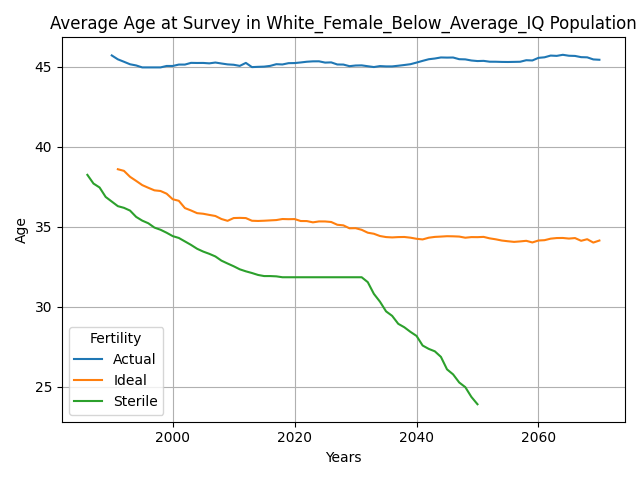 Average Age at Survey in White_Female_Below_Average_IQ Population
45
40
35
30
25
Age
Fertility
Actual
Ideal
Sterile
2000 2020 2040 2060
Years